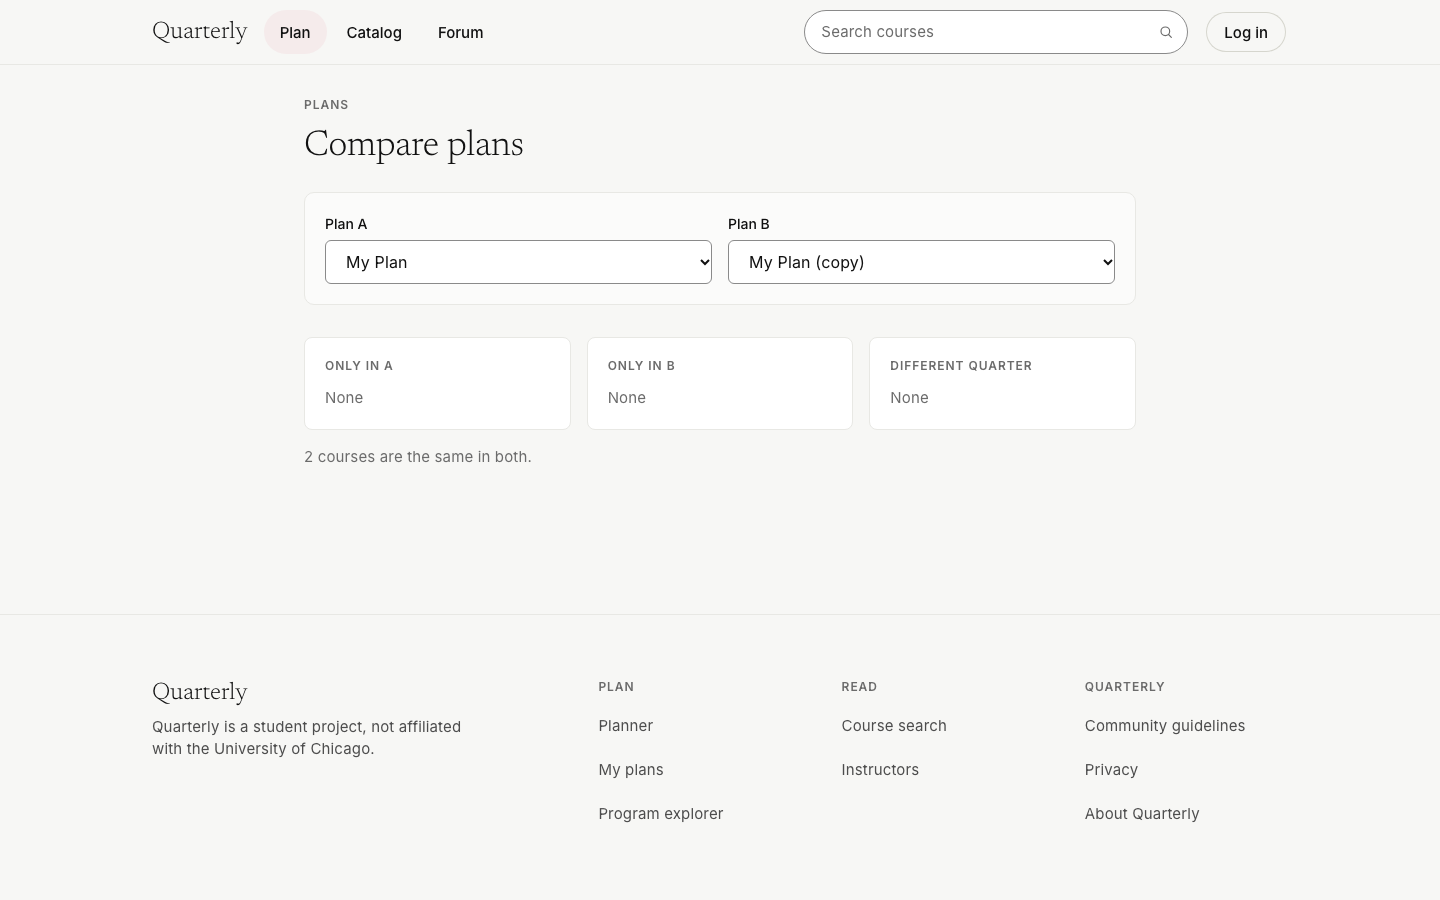 Quarterly
Plan
Catalog
Forum
Search courses
Log in
PLANS
Compare plans
Plan A
Plan B
My Plan
My Plan (copy)
ONLY IN A
None
ONLY IN B
None
DIFFERENT QUARTER
None
2 courses are the same in both.
Quarterly
Quarterly is a student project, not affiliated
with the University of Chicago.
PLAN
Planner
My plans
Program explorer
READ
Course search
Instructors
QUARTERLY
Community guidelines
Privacy
About Quarterly